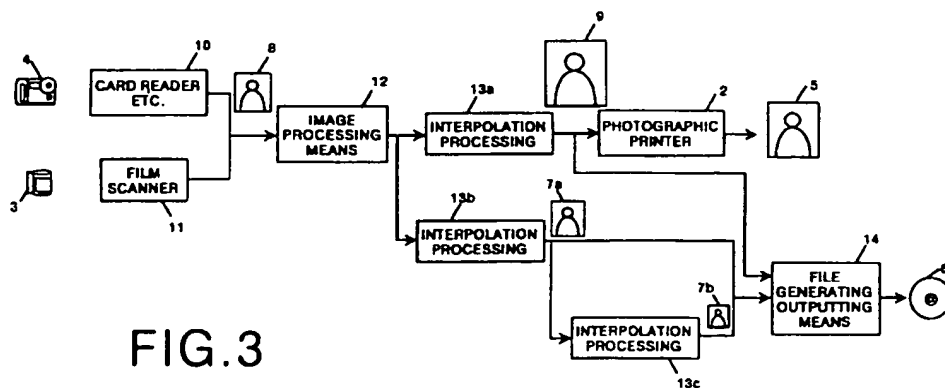 4
10
CARD READER
ETC.
8
3
FILM
SCANNER
11
12
IMAGE
PROCESSING
MEANS
13a
INTERPOLATION
PROCESSING
9
2
PHOTOGRAPHIC
PRINTER
5
13b
INTERPOLATION
PROCESSING
7a
7b
INTERPOLATION
PROCESSING
13c
14
FILE
GENERATING
OUTPUTTING
MEANS
FIG.3